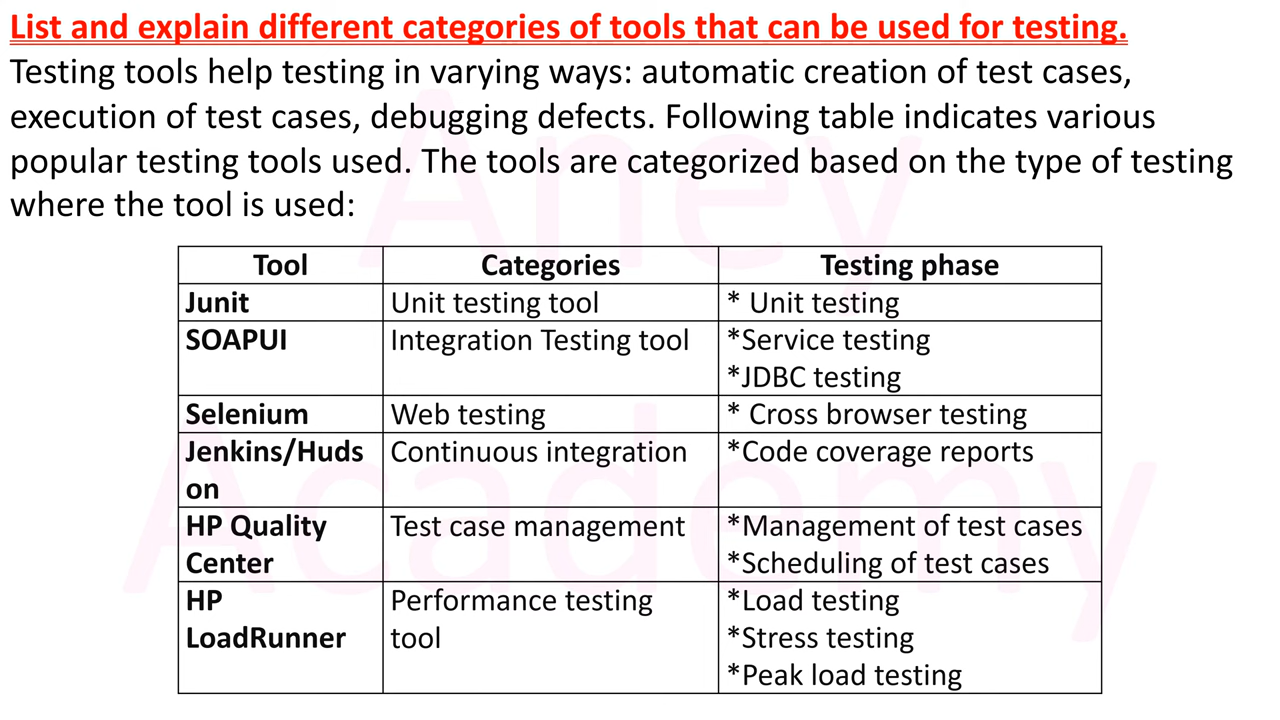 List and explain different categories of tools that can be used for testing.
Testing tools help testing in varying ways: automatic creation of test cases,
execution of test cases, debugging defects. Following table indicates various
popular testing tools used. The tools are categorized based on the type of testing
where the tool is used:
Tool Categories Testing phase
Junit Unit testing tool * Unit testing
SOAPUI Integration Testing tool *Service testing
*JDBC testing
Selenium Web testing * Cross browser testing
Jenkins/Huds Continuous integration *Code coverage reports
on
HP Quality Test case management *Management of test cases
Center *Scheduling of test cases
HP Performance testing *Load testing
LoadRunner tool *Stress testing
*Peak load testing
Aney
Academy